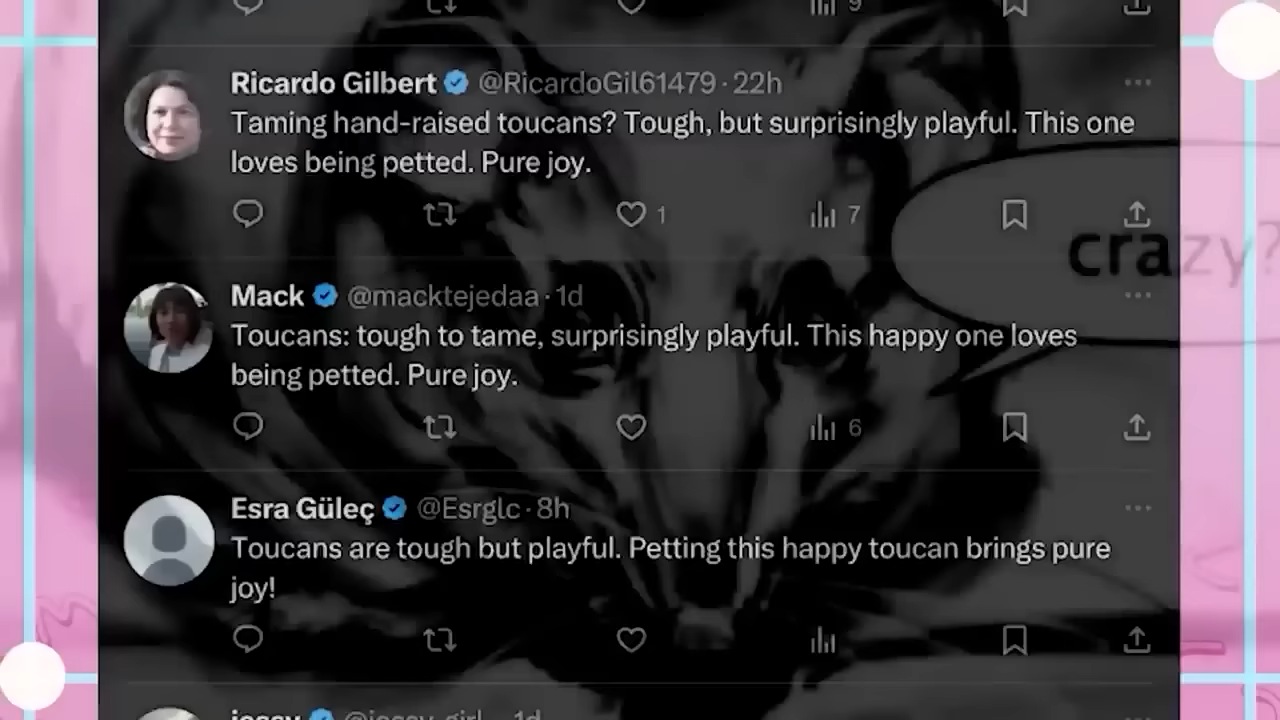 9
Ricardo Gilbert @RicardoGil61479 · 22h
Taming hand-raised toucans? Tough, but surprisingly playful. This one
loves being petted. Pure joy.
1 7
crazy?
Mack @macktejedaa · 1d
Toucans: tough to tame, surprisingly playful. This happy one loves
being petted. Pure joy.
6
Esra Güleç @Esrglc · 8h
Toucans are tough but playful. Petting this happy toucan brings pure
joy!